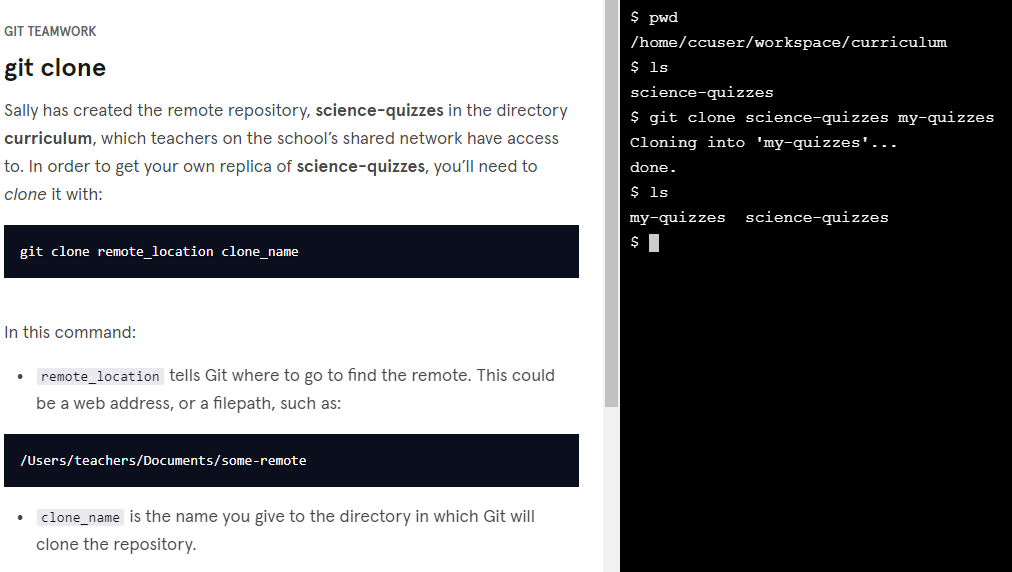 GIT TEAMWORK
git clone
Sally has created the remote repository, science-quizzes in the directory
curriculum, which teachers on the school’s shared network have access
to. In order to get your own replica of science-quizzes, you’ll need to
clone it with:
git clone remote_location clone_name
In this command:
• remote_location tells Git where to go to find the remote. This could
be a web address, or a filepath, such as:
/Users/teachers/Documents/some-remote
• clone_name is the name you give to the directory in which Git will
clone the repository.
$ pwd
/home/ccuser/workspace/curriculum
$ ls
science-quizzes
$ git clone science-quizzes my-quizzes
Cloning into 'my-quizzes'...
done.
$ ls
my-quizzes  science-quizzes
$